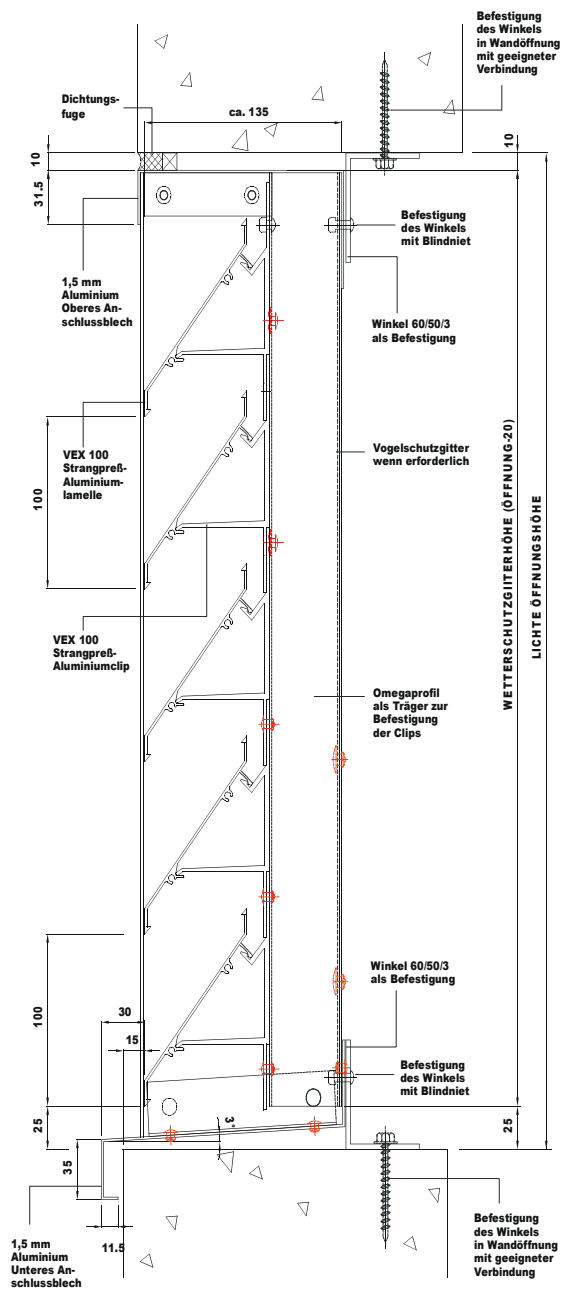 Befestigung
des Winkels
in Wandöffnung
mit geeigneter
Verbindung
Dichtungs-
fuge
ca. 135
10
10
31.5
Befestigung
des Winkels
mit Blindniet
1,5 mm
Aluminium
Oberes An-
schlussblech
Winkel 60/50/3
als Befestigung
VEX 100
Strangpreß-
Aluminium-
lamelle
Vogelschutzgitter
wenn erforderlich
100
WETTERSCHUTZGIITERHÖHE (ÖFFNUNG-20)
LICHTE ÖFFNUNGSHÖHE
VEX 100
Strangpreß-
Aluminiumclip
Omegaprofil
als Träger zur
Befestigung
der Clips
Winkel 60/50/3
als Befestigung
100
30
15
Befestigung
des Winkels
mit Blindniet
25
3°
25
35
11.5
1,5 mm
Aluminium
Unteres An-
schlussblech
Befestigung
des Winkels
in Wandöffnung
mit geeigneter
Verbindung